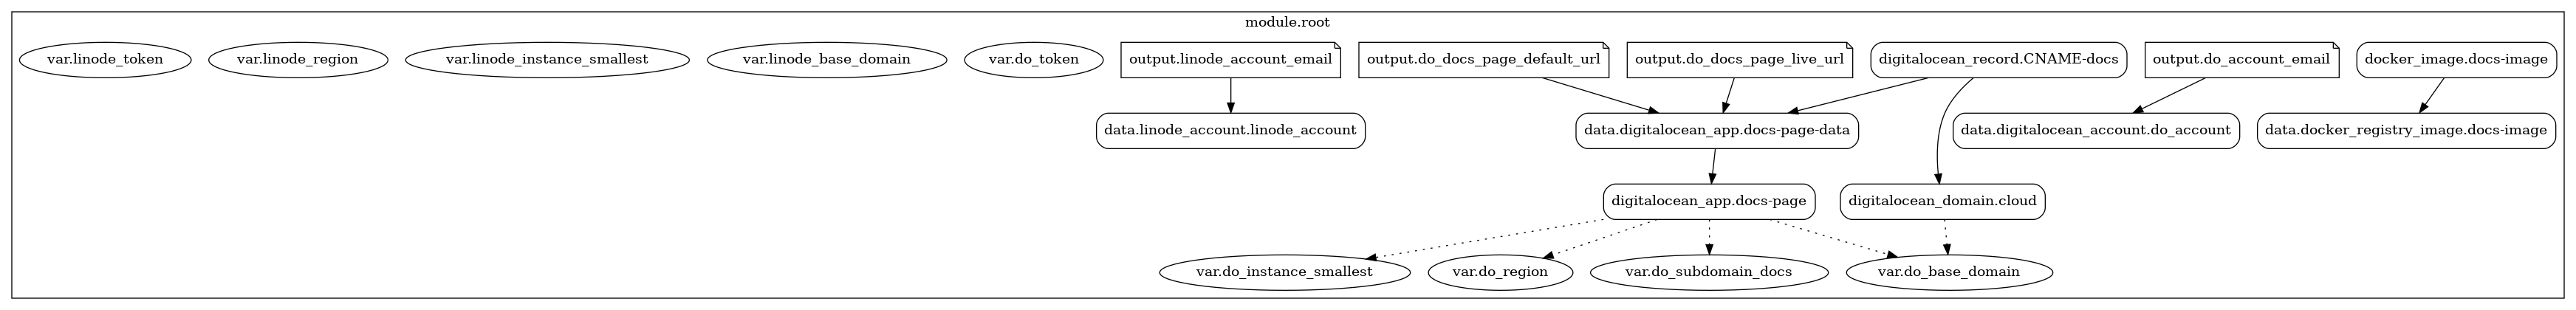 module.root
var.linode_token
var.linode_region
var.linode_instance_smallest
var.linode_base_domain
var.do_token
output.linode_account_email
output.do_docs_page_default_url
output.do_docs_page_live_url
digitalocean_record.CNAME-docs
output.do_account_email
docker_image.docs-image
data.linode_account.linode_account
data.digitalocean_app.docs-page-data
data.digitalocean_account.do_account
data.docker_registry_image.docs-image
digitalocean_app.docs-page
digitalocean_domain.cloud
var.do_instance_smallest
var.do_region
var.do_subdomain_docs
var.do_base_domain